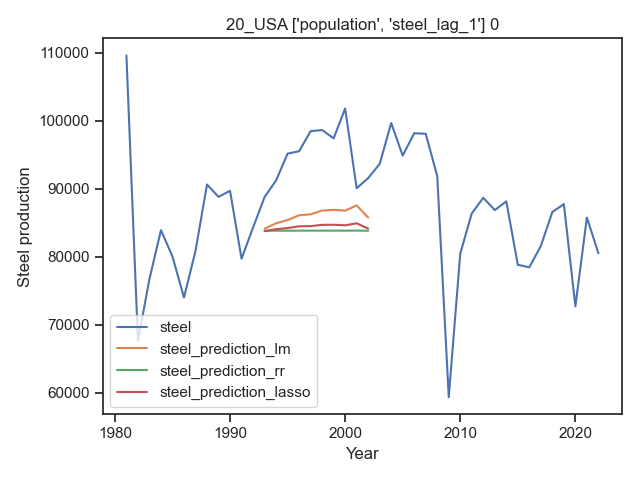 20_USA ['population', 'steel_lag_1'] 0
Steel production
110000
100000
90000
80000
70000
60000
steel
steel_prediction_lm
steel_prediction_rr
steel_prediction_lasso
1980
1990
2000
2010
2020
Year